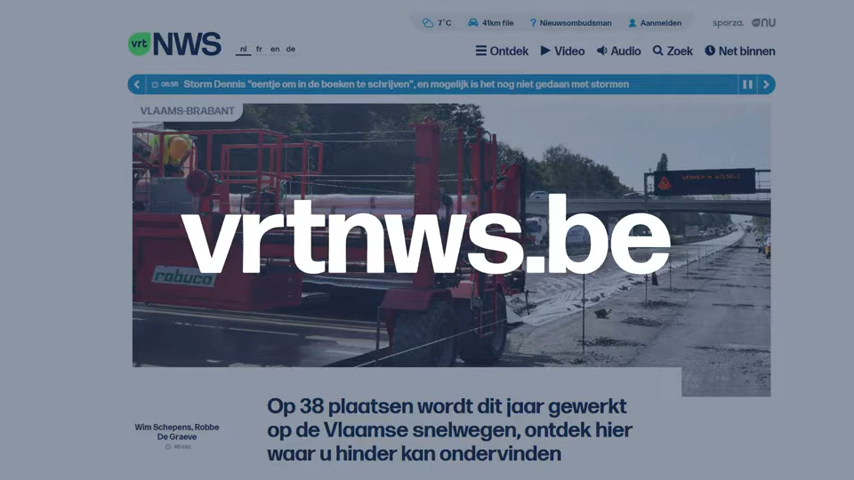 7°C 41km file ? Nieuwsombudsman Aanmelden sporza. NU
vrt NWS nl fr en de Ontdek Video Audio Zoek Net binnen
08:56 Storm Dennis "eentje om in de boeken te schrijven", en mogelijk is het nog niet gedaan met stormen
VLAAMS-BRABANT
vrtnws.be
robuco
Op 38 plaatsen wordt dit jaar gewerkt
op de Vlaamse snelwegen, ontdek hier
waar u hinder kan ondervinden
Wim Schepens, Robbe
De Graeve